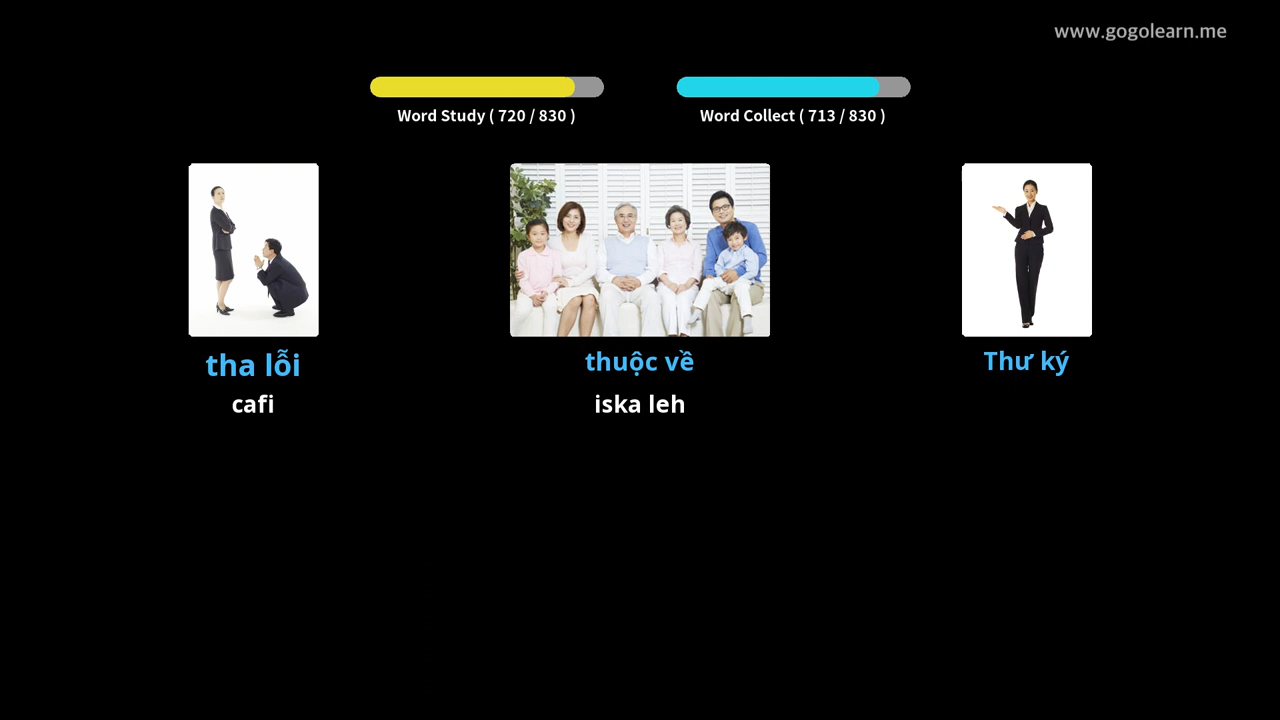 www.gogolearn.me
Word Study ( 720 / 830 )
Word Collect ( 713 / 830 )
tha lỗi
thuộc về
Thư ký
cafi
iska leh